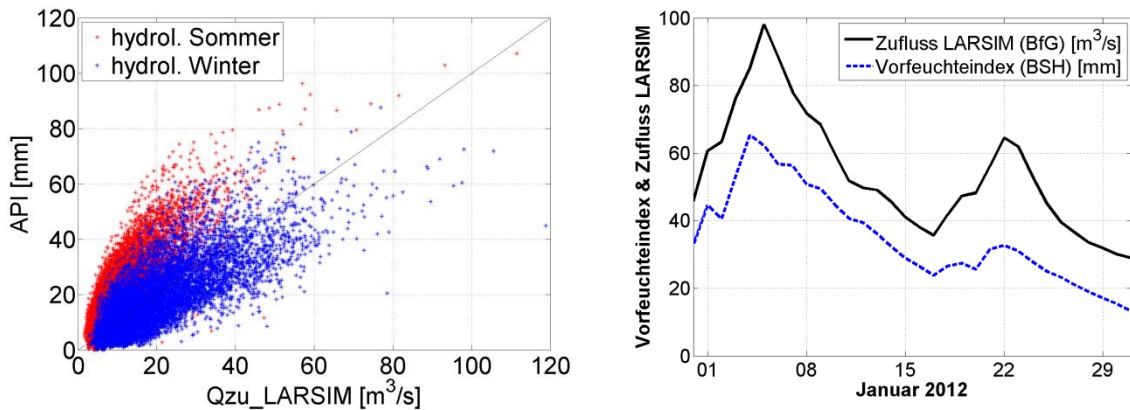 120
100
80
60
40
20
0
API [mm]
hydrol. Sommer
hydrol. Winter
0 20 40 60 80 100 120
Qzu_LARSIM [m³/s]
Vorfeuchteindex & Zufluss LARSIM
100
80
60
40
20
0
Zufluss LARSIM (BfG) [m³/s]
Vorfeuchteindex (BSH) [mm]
01 08 15 22 29
Januar 2012